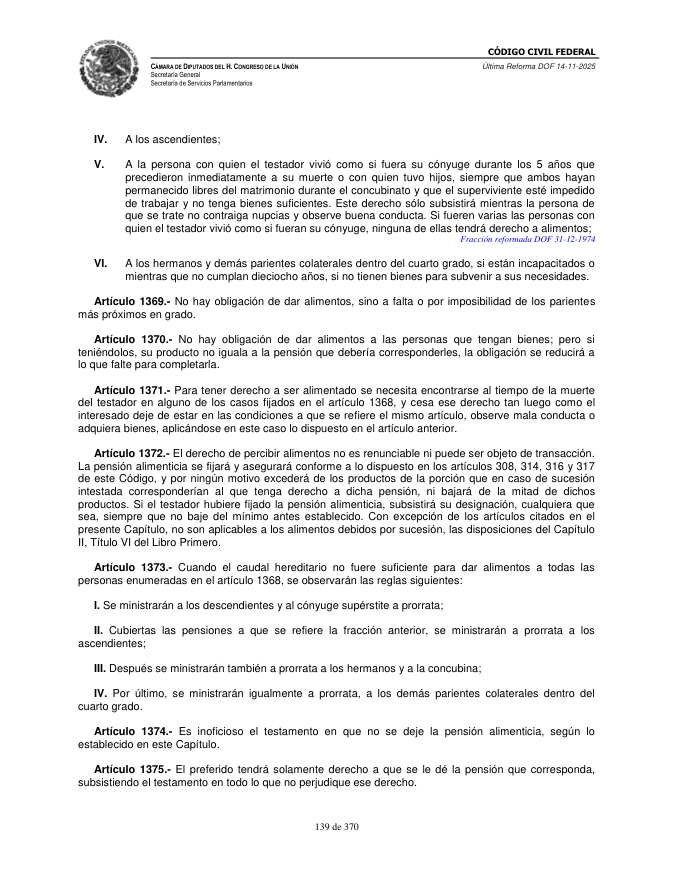 CÓDIGO CIVIL FEDERAL
CÁMARA DE DIPUTADOS DEL H. CONGRESO DE LA UNIÓN
Última Reforma DOF 14-11-2025
Secretaría General
Secretaría de Servicios Parlamentarios
IV. A los ascendientes;
V. A la persona con quien el testador vivió como si fuera su cónyuge durante los 5 años que
precedieron inmediatamente a su muerte o con quien tuvo hijos, siempre que ambos hayan
permanecido libres del matrimonio durante el concubinato y que el superviviente esté impedido
de trabajar y no tenga bienes suficientes. Este derecho sólo subsistirá mientras la persona de
que se trate no contraiga nupcias y observe buena conducta. Si fueren varias las personas con
quien el testador vivió como si fueran su cónyuge, ninguna de ellas tendrá derecho a alimentos;
Fracción reformada DOF 31-12-1974
VI. A los hermanos y demás parientes colaterales dentro del cuarto grado, si están incapacitados o
mientras que no cumplan dieciocho años, si no tienen bienes para subvenir a sus necesidades.
Artículo 1369.- No hay obligación de dar alimentos, sino a falta o por imposibilidad de los parientes
más próximos en grado.
Artículo 1370.- No hay obligación de dar alimentos a las personas que tengan bienes; pero si
teniéndolos, su producto no iguala a la pensión que debería corresponderles, la obligación se reducirá a
lo que falte para completarla.
Artículo 1371.- Para tener derecho a ser alimentado se necesita encontrarse al tiempo de la muerte
del testador en alguno de los casos fijados en el artículo 1368, y cesa ese derecho tan luego como el
interesado deje de estar en las condiciones a que se refiere el mismo artículo, observe mala conducta o
adquiera bienes, aplicándose en este caso lo dispuesto en el artículo anterior.
Artículo 1372.- El derecho de percibir alimentos no es renunciable ni puede ser objeto de transacción.
La pensión alimenticia se fijará y asegurará conforme a lo dispuesto en los artículos 308, 314, 316 y 317
de este Código, y por ningún motivo excederá de los productos de la porción que en caso de sucesión
intestada corresponderían al que tenga derecho a dicha pensión, ni bajará de la mitad de dichos
productos. Si el testador hubiere fijado la pensión alimenticia, subsistirá su designación, cualquiera que
sea, siempre que no baje del mínimo antes establecido. Con excepción de los artículos citados en el
presente Capítulo, no son aplicables a los alimentos debidos por sucesión, las disposiciones del Capítulo
II, Título VI del Libro Primero.
Artículo 1373.- Cuando el caudal hereditario no fuere suficiente para dar alimentos a todas las
personas enumeradas en el artículo 1368, se observarán las reglas siguientes:
I. Se ministrarán a los descendientes y al cónyuge supérstite a prorrata;
II. Cubiertas las pensiones a que se refiere la fracción anterior, se ministrarán a prorrata a los
ascendientes;
III. Después se ministrarán también a prorrata a los hermanos y a la concubina;
IV. Por último, se ministrarán igualmente a prorrata, a los demás parientes colaterales dentro del
cuarto grado.
Artículo 1374.- Es inoficioso el testamento en que no se deje la pensión alimenticia, según lo
establecido en este Capítulo.
Artículo 1375.- El preferido tendrá solamente derecho a que se le dé la pensión que corresponda,
subsistiendo el testamento en todo lo que no perjudique ese derecho.
139 de 370